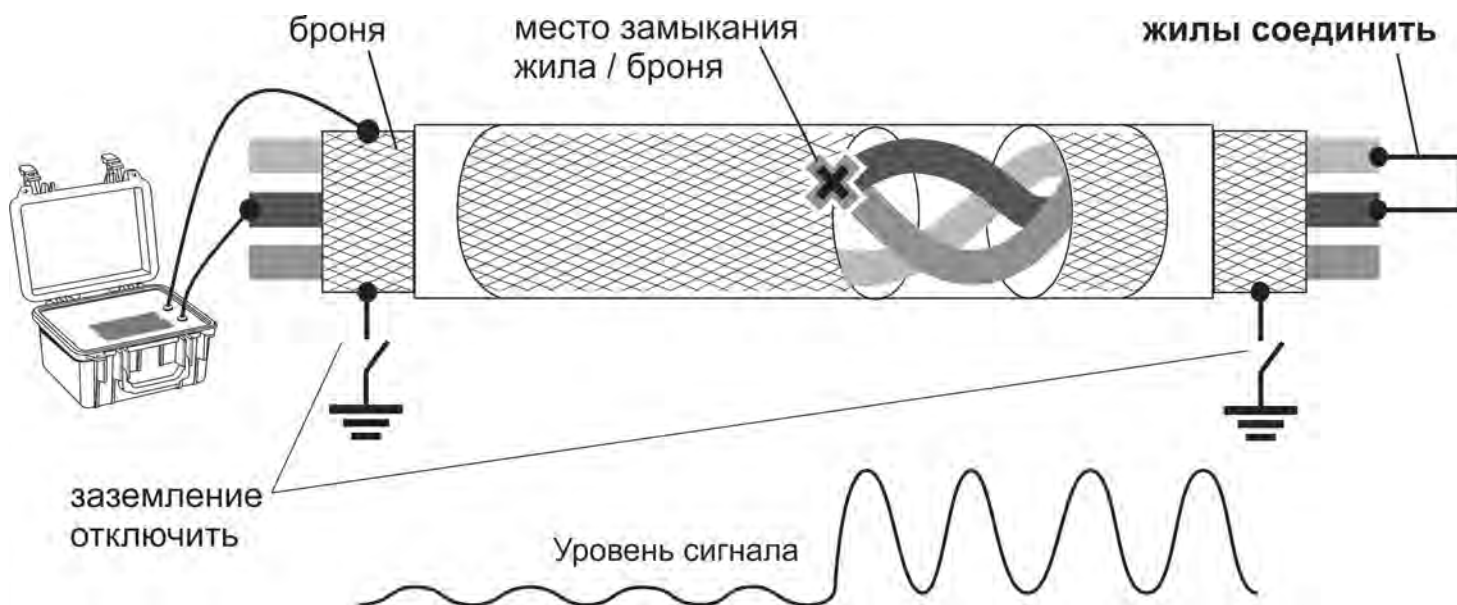 броня
место замыкания
жила / броня
жилы соединить
заземление
отключить
Уровень сигнала